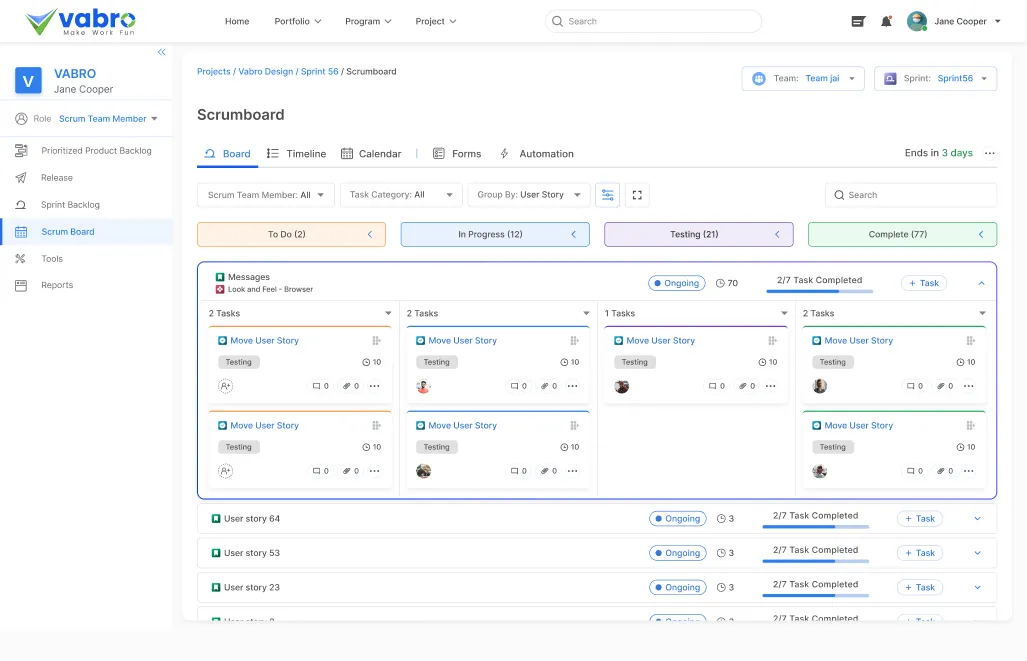 vabro
Make Work Fun
Home Portfolio Program Project Search Jane Cooper
V VABRO
Jane Cooper
Role Scrum Team Member
Prioritized Product Backlog
Release
Sprint Backlog
Scrum Board
Tools
Reports
Projects / Vabro Design / Sprint 56 / Scrumboard
Team: Team jai Sprint: Sprint56
Scrumboard
Board Timeline Calendar | Forms Automation Ends in 3 days ...
Scrum Team Member: All Task Category: All Group By: User Story Search
To Do (2) In Progress (12) Testing (21) Complete (77)
Messages
Look and Feel - Browser
Ongoing 70 2/7 Task Completed + Task
2 Tasks 2 Tasks 1 Tasks 2 Tasks
Move User Story Move User Story Move User Story Move User Story
Testing 10 Testing 10 Testing 10 Testing 10
0 0 ... 0 0 ... 0 0 ... 0 0 ...
Move User Story Move User Story Move User Story
Testing 10 Testing 10 Testing 10
0 0 ... 0 0 ... 0 0 ...
User story 64 Ongoing 3 2/7 Task Completed + Task
User story 53 Ongoing 3 2/7 Task Completed + Task
User story 23 Ongoing 3 2/7 Task Completed + Task
User story Ongoing 3 2/7 Task Completed + Task